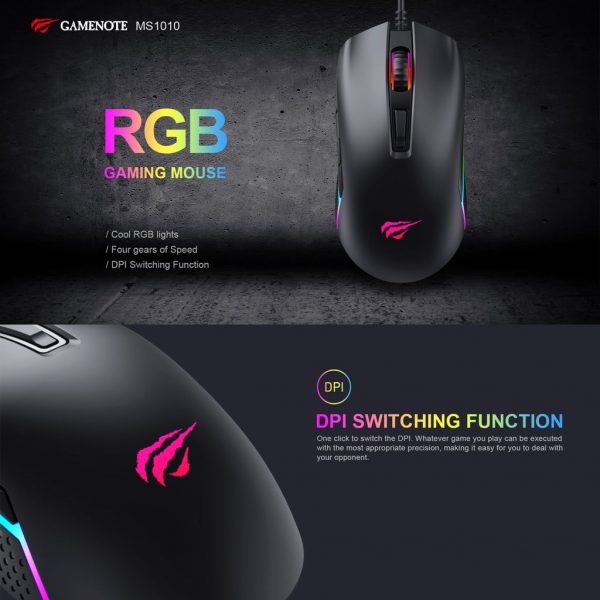 GAMENOTE MS1010
RGB
GAMING MOUSE
/ Cool RGB lights
/ Four gears of Speed
/ DPI Switching Function
DPI
DPI SWITCHING FUNCTION
One click to switch the DPI. Whatever game you play can be executed
with the most appropriate precision, making it easy for you to deal with
your opponent.